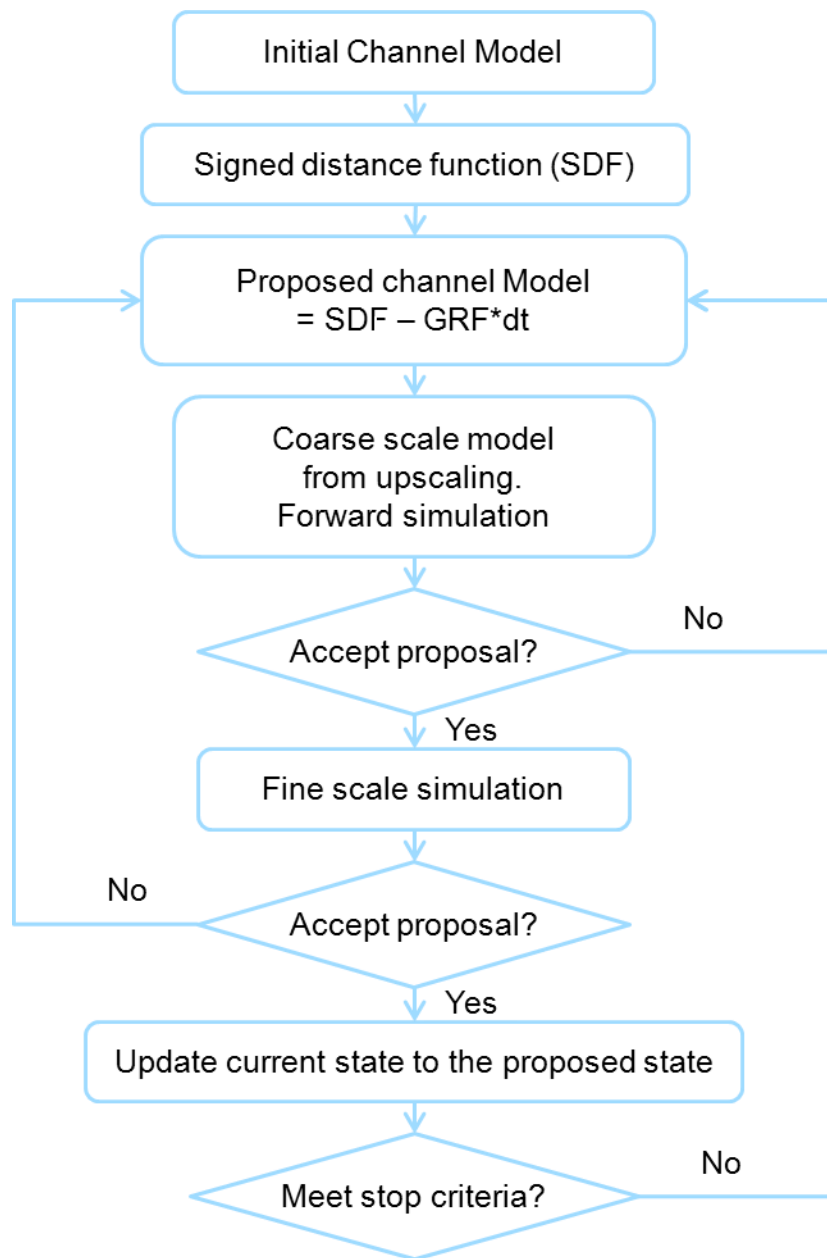 Initial Channel Model
Signed distance function (SDF)
Proposed channel Model
= SDF – GRF*dt
Coarse scale model
from upscaling.
Forward simulation
Accept proposal?
No
Yes
Fine scale simulation
No
Accept proposal?
Yes
Update current state to the proposed state
Meet stop criteria?
No